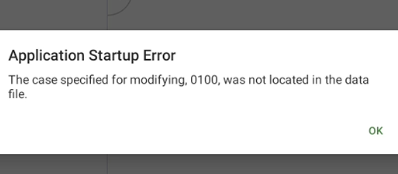 Application Startup Error
The case specified for modifying, 0100, was not located in the data
file.
OK